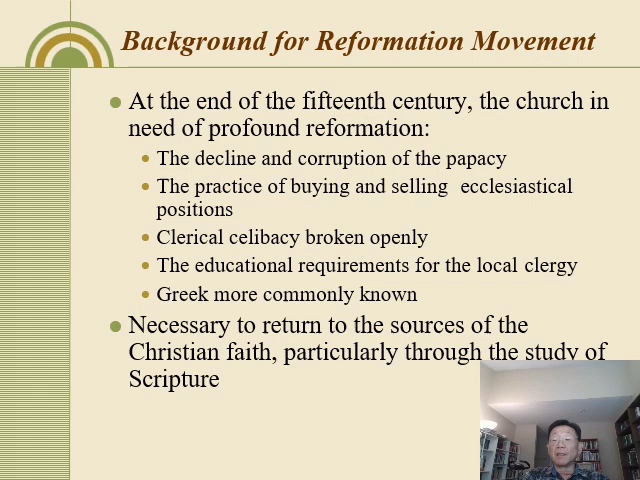 Background for Reformation Movement
At the end of the fifteenth century, the church in
need of profound reformation:
The decline and corruption of the papacy
The practice of buying and selling ecclesiastical
positions
Clerical celibacy broken openly
The educational requirements for the local clergy
Greek more commonly known
Necessary to return to the sources of the
Christian faith, particularly through the study of
Scripture